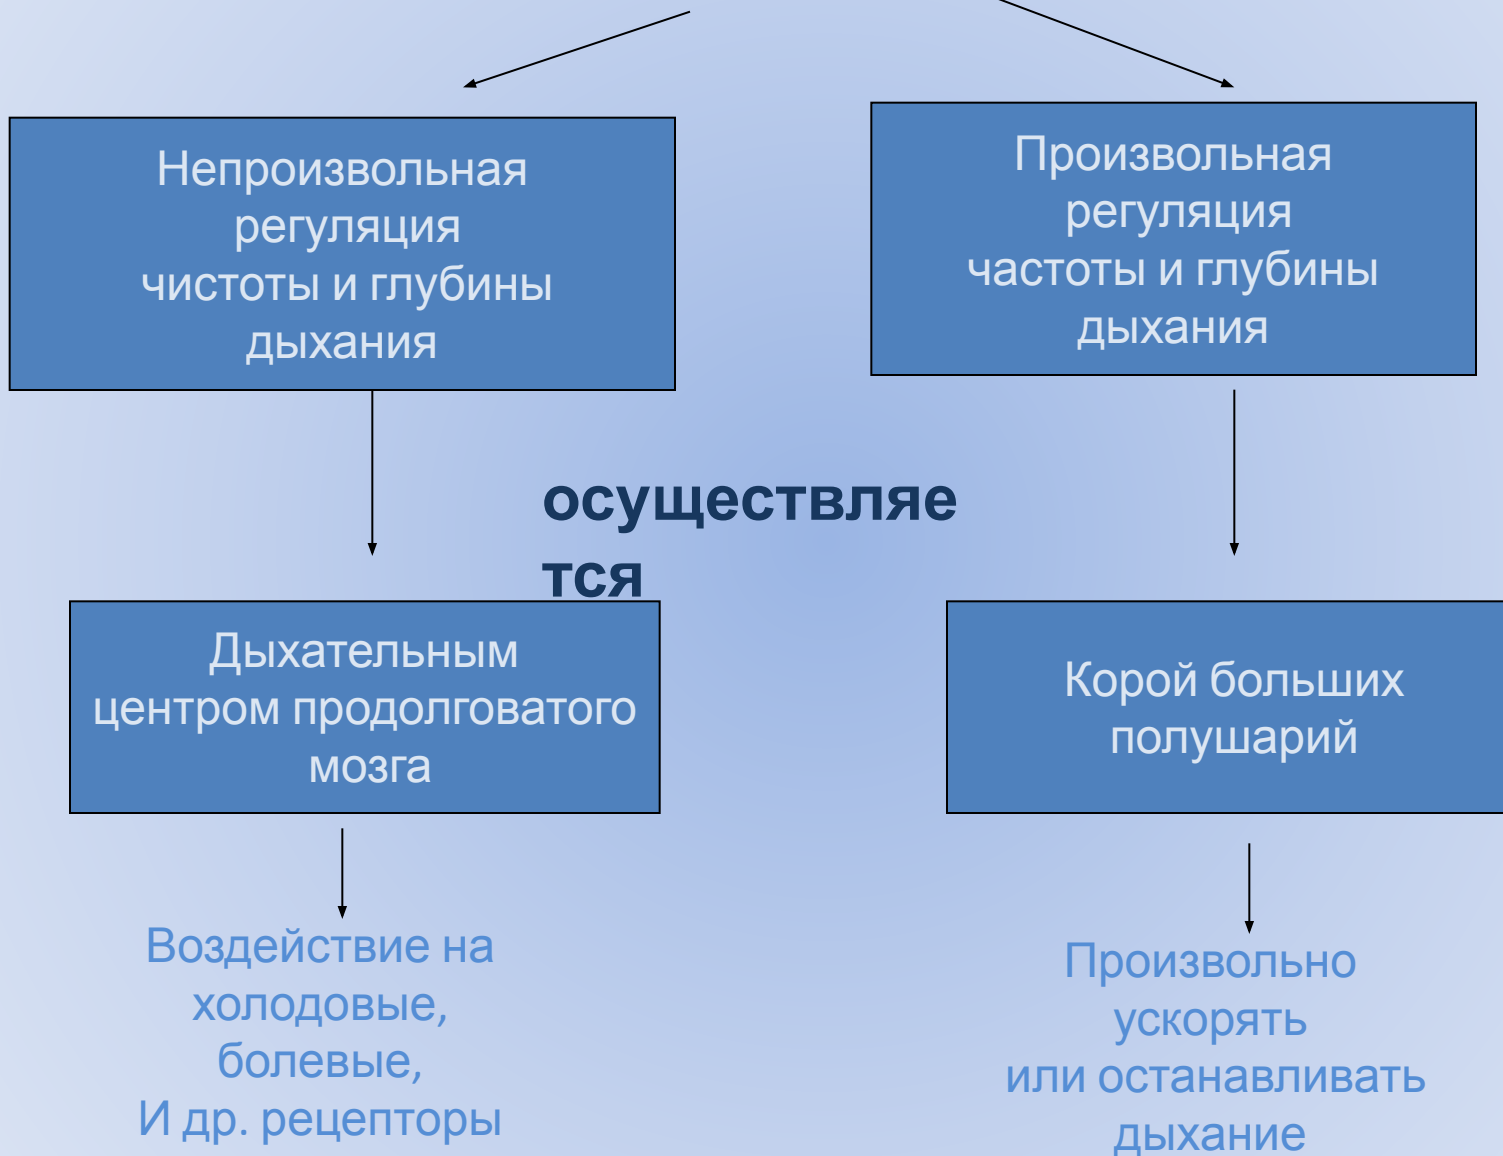 Непроизвольная
регуляция
чистоты и глубины
дыхания
Произвольная
регуляция
частоты и глубины
дыхания
осуществляе
тся
Дыхательным
центром продолговатого
мозга
Корой больших
полушарий
Воздействие на
холодовые,
болевые,
И др. рецепторы
Произвольно
ускорять
или останавливать
дыхание